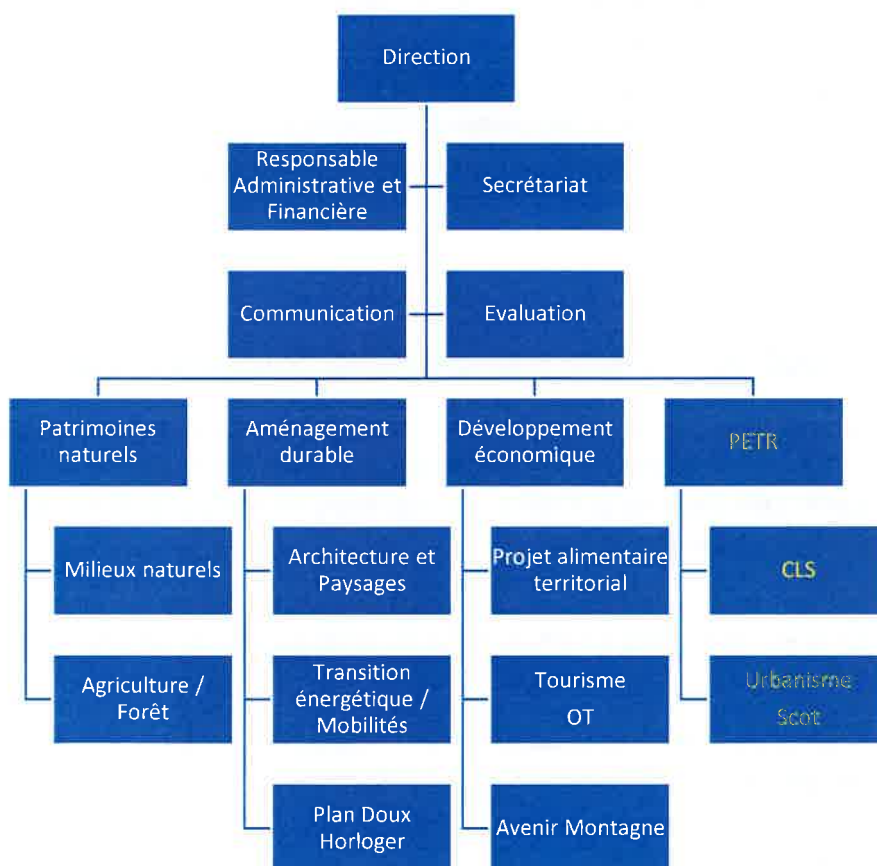 Direction
Responsable
Administrative et
Financière
Secrétariat
Communication
Evaluation
Patrimoines
naturels
Aménagement
durable
Développement
économique
PETR
Milieux naturels
Architecture et
Paysages
Projet alimentaire
territorial
CLS
Agriculture /
Forêt
Transition
énergétique /
Mobilités
Tourisme
OT
Urbanisme
Scot
Plan Doux
Horloger
Avenir Montagne